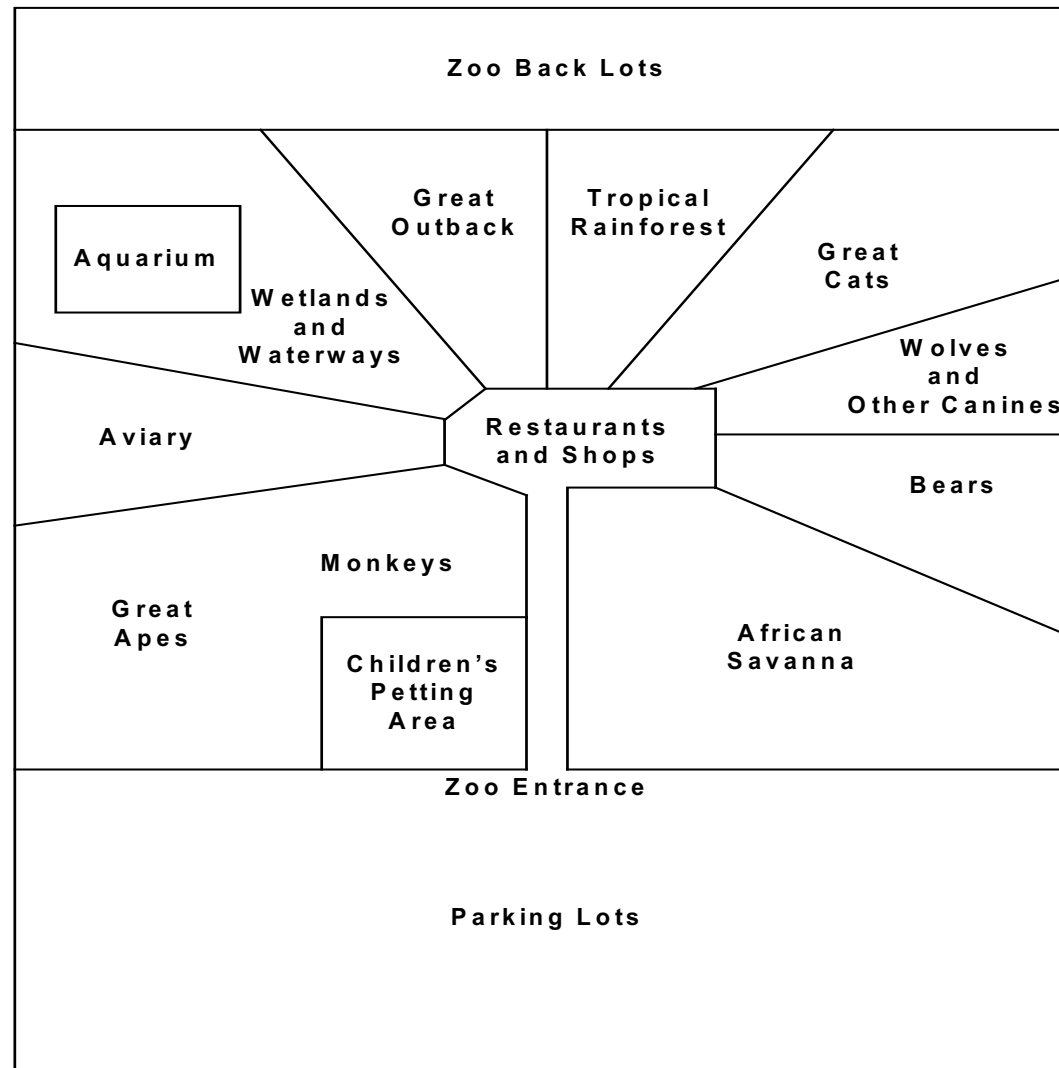 Zoo Back Lots
Great
Outback
Tropical
Rainforest
Aquarium
Great
Cats
Wetlands
and
Waterways
Wolves
and
Other Canines
Aviary
Restaurants
and Shops
Bears
Monkeys
Great
Apes
African
Savanna
Children's
Petting
Area
Zoo Entrance
Parking Lots